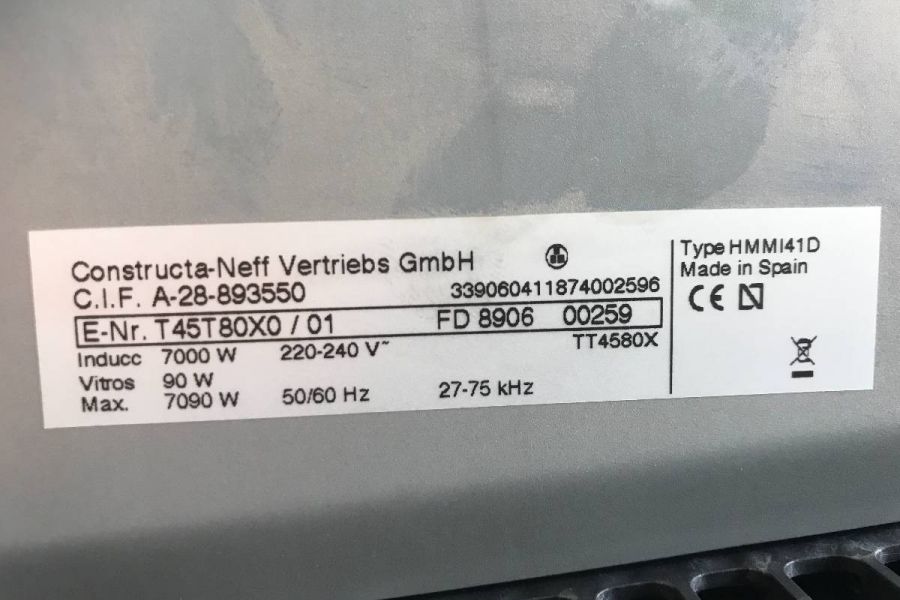 Constructa-Neff Vertriebs GmbH
C.I.F. A-28-893550
339060411874002596
E-Nr. T45T80X0 / 01 FD 8906 00259
TT4580X
Inducc 7000 W 220-240 V~
Vitros 90 W
Max. 7090 W 50/60 Hz 27-75 kHz
Type HMMI41D
Made in Spain
CE N